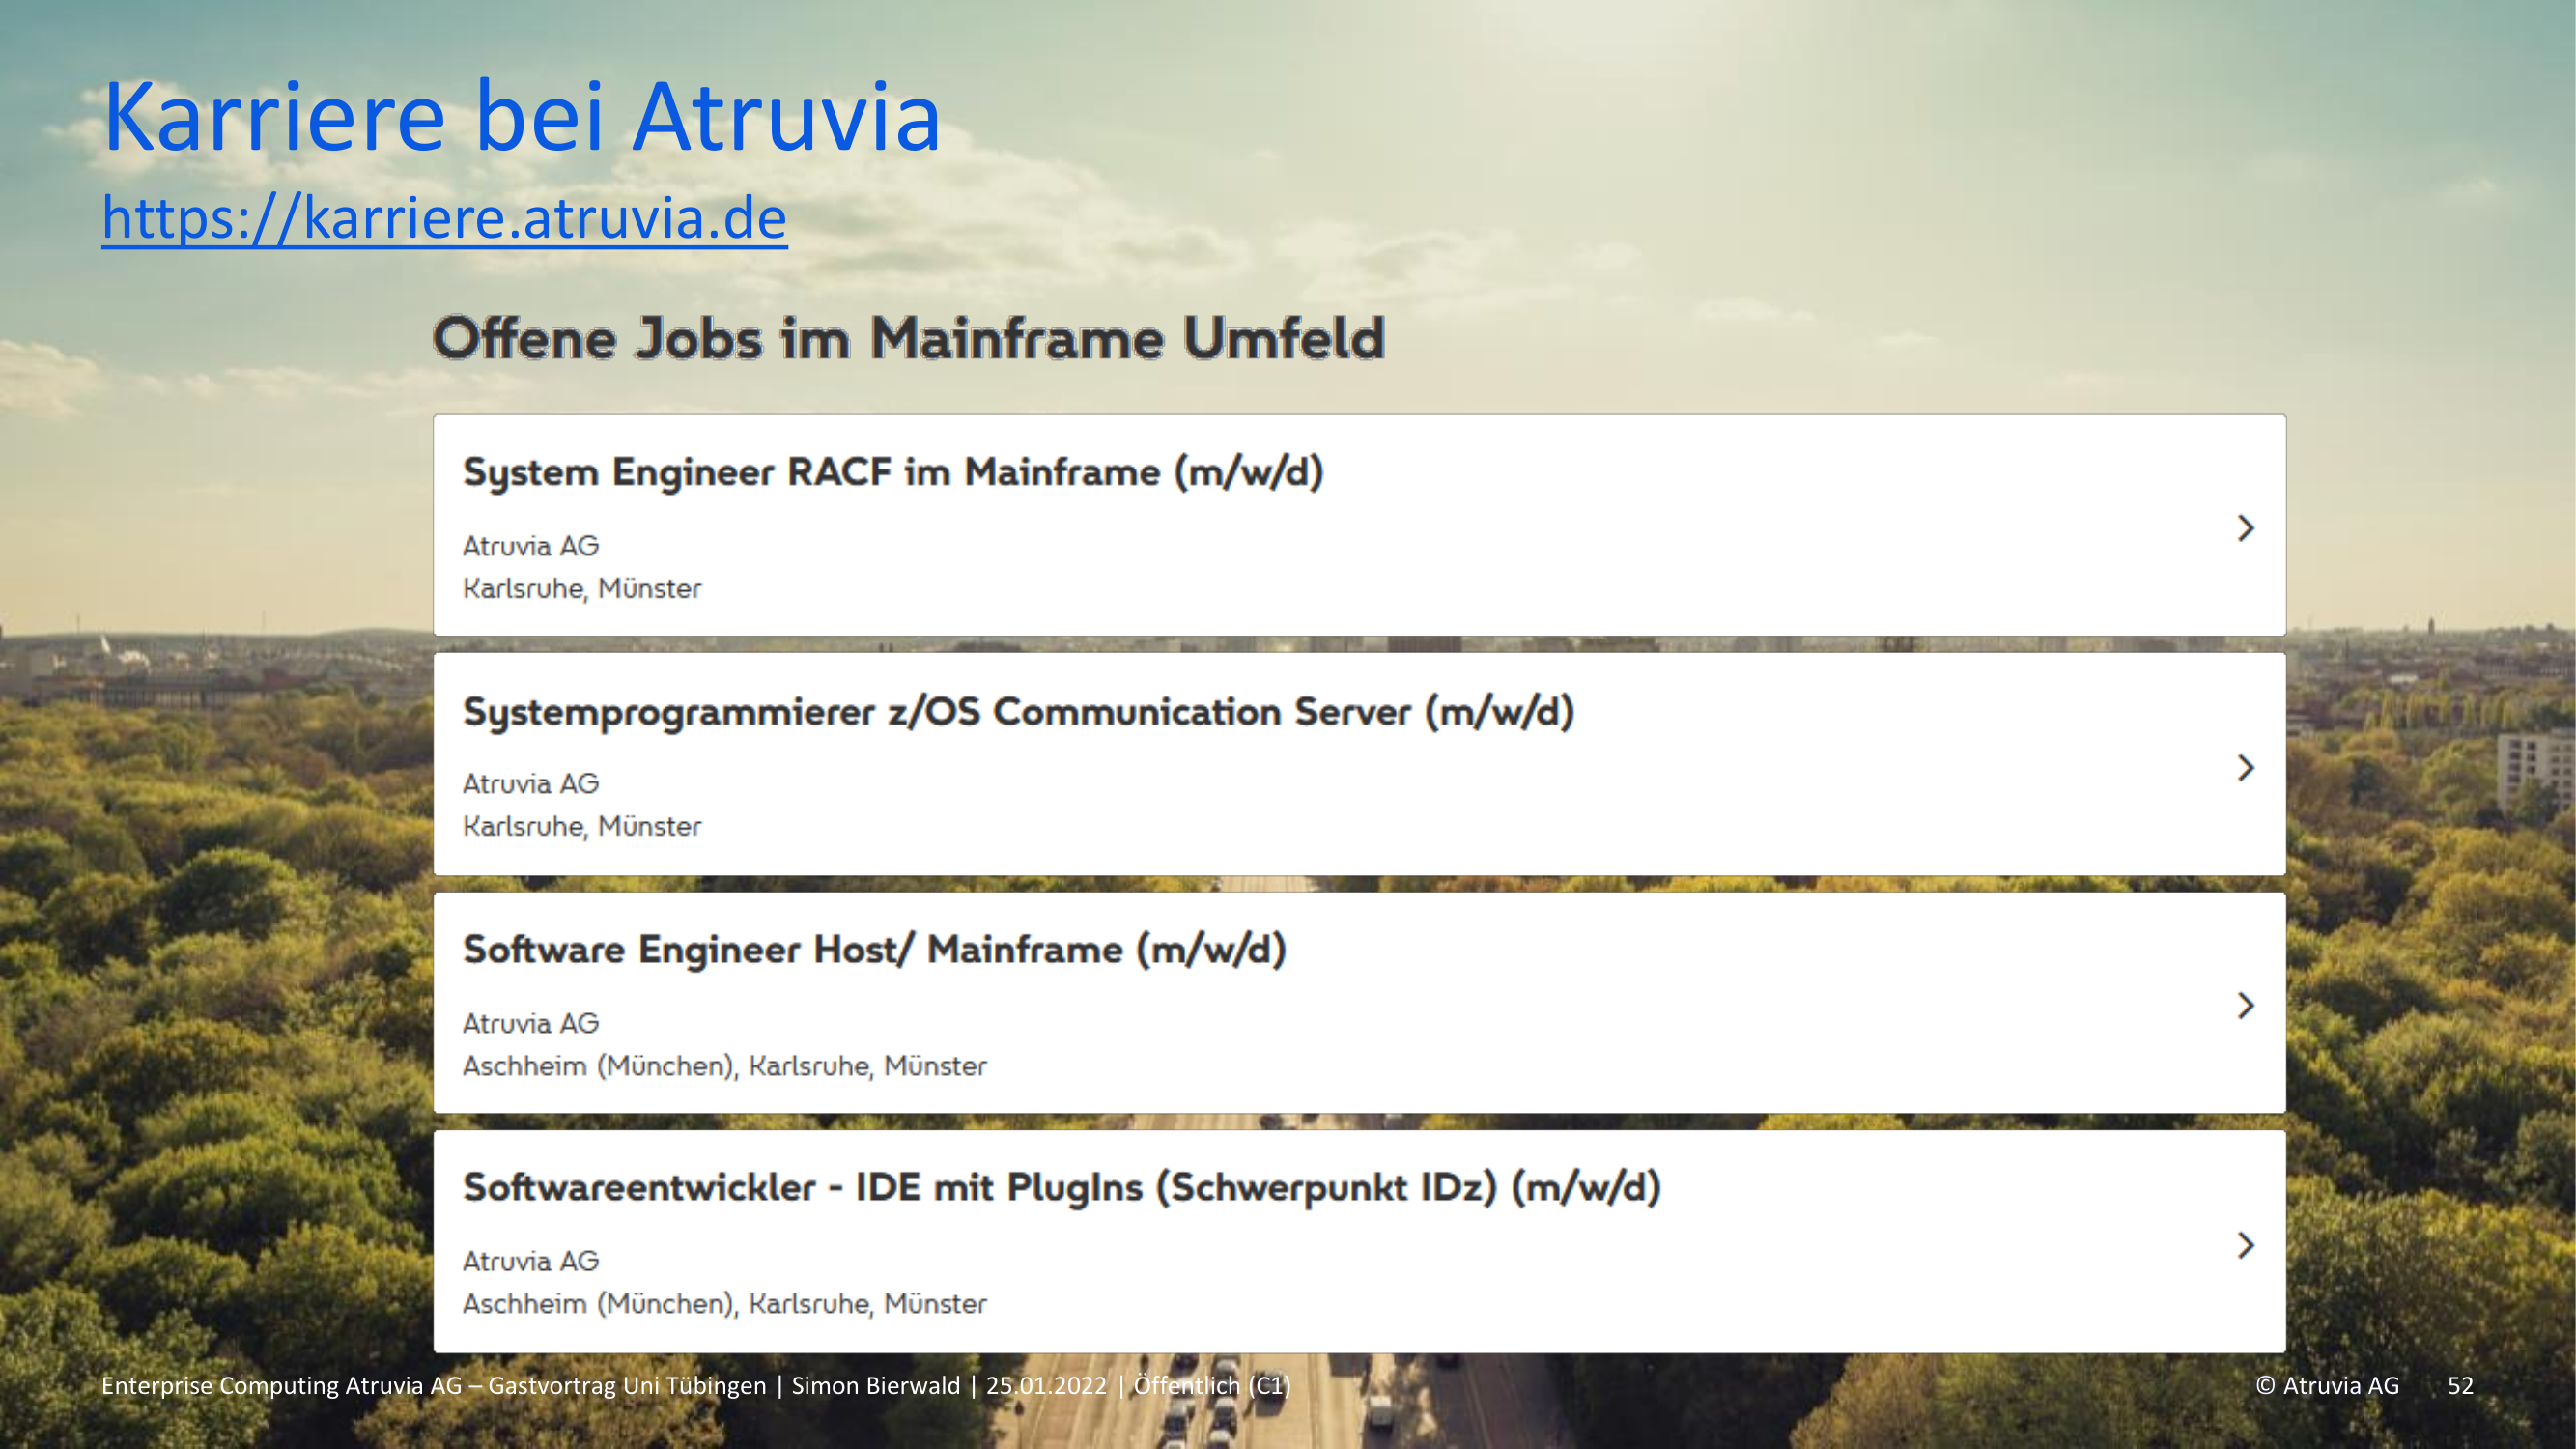 Karriere bei Atruvia
https://karriere.atruvia.de
Offene Jobs im Mainframe Umfeld
System Engineer RACF im Mainframe (m/w/d)
Atruvia AG
Karlsruhe, Münster
Systemprogrammierer z/OS Communication Server (m/w/d)
Atruvia AG
Karlsruhe, Münster
Software Engineer Host/ Mainframe (m/w/d)
Atruvia AG
Aschheim (München), Karlsruhe, Münster
Softwareentwickler - IDE mit PlugIns (Schwerpunkt IDz) (m/w/d)
Atruvia AG
Aschheim (München), Karlsruhe, Münster
Enterprise Computing Atruvia AG – Gastvortrag Uni Tübingen | Simon Bierwald | 25.01.2022 | Öffentlich (C1) © Atruvia AG 52